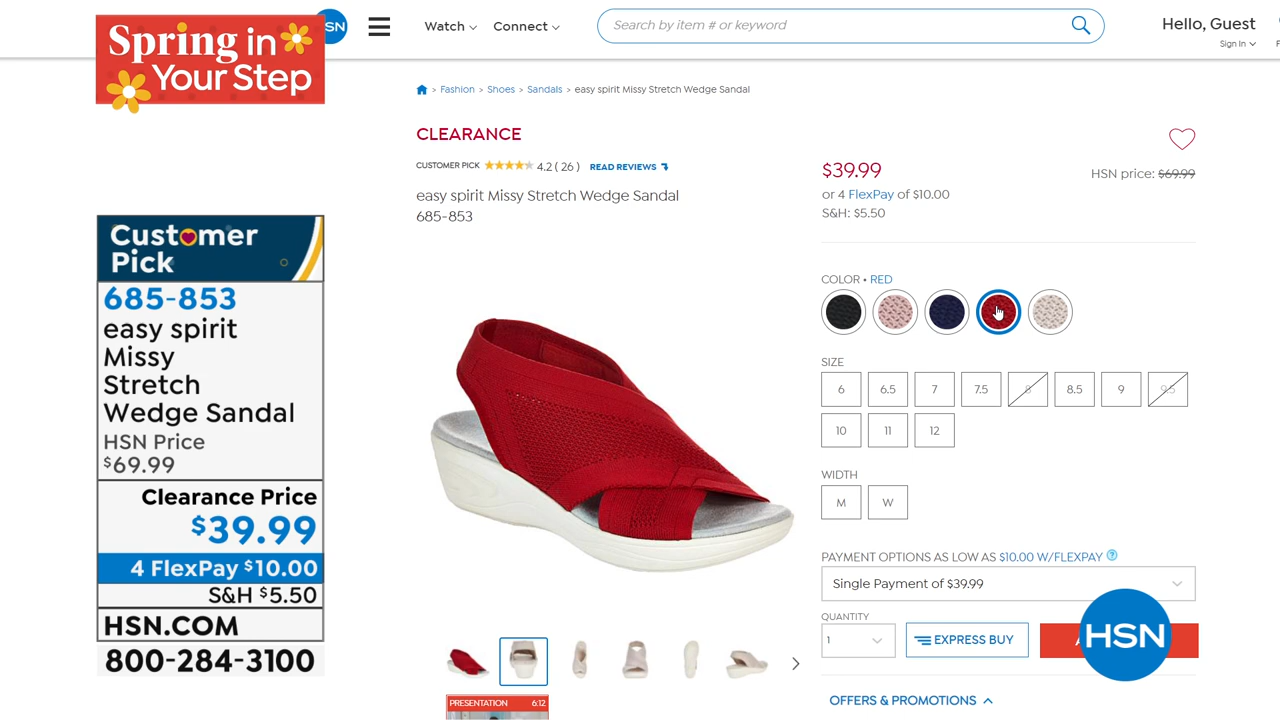 Spring in
Your Step
HSN
Watch
Connect
Search by item # or keyword
Hello, Guest
Sign In
> Fashion > Shoes > Sandals > easy spirit Missy Stretch Wedge Sandal
CLEARANCE
CUSTOMER PICK 4.2 ( 26 ) READ REVIEWS
easy spirit Missy Stretch Wedge Sandal
685-853
$39.99
HSN price: $69.99
or 4 FlexPay of $10.00
S&H: $5.50
COLOR • RED
SIZE
6 6.5 7 7.5 8 8.5 9 9.5
10 11 12
WIDTH
M W
PAYMENT OPTIONS AS LOW AS $10.00 W/FLEXPAY ?
Single Payment of $39.99
QUANTITY
1
EXPRESS BUY
HSN
OFFERS & PROMOTIONS
PRESENTATION 6:12
Customer
Pick
685-853
easy spirit
Missy
Stretch
Wedge Sandal
HSN Price
$69.99
Clearance Price
$39.99
4 FlexPay $10.00
S&H $5.50
HSN.COM
800-284-3100